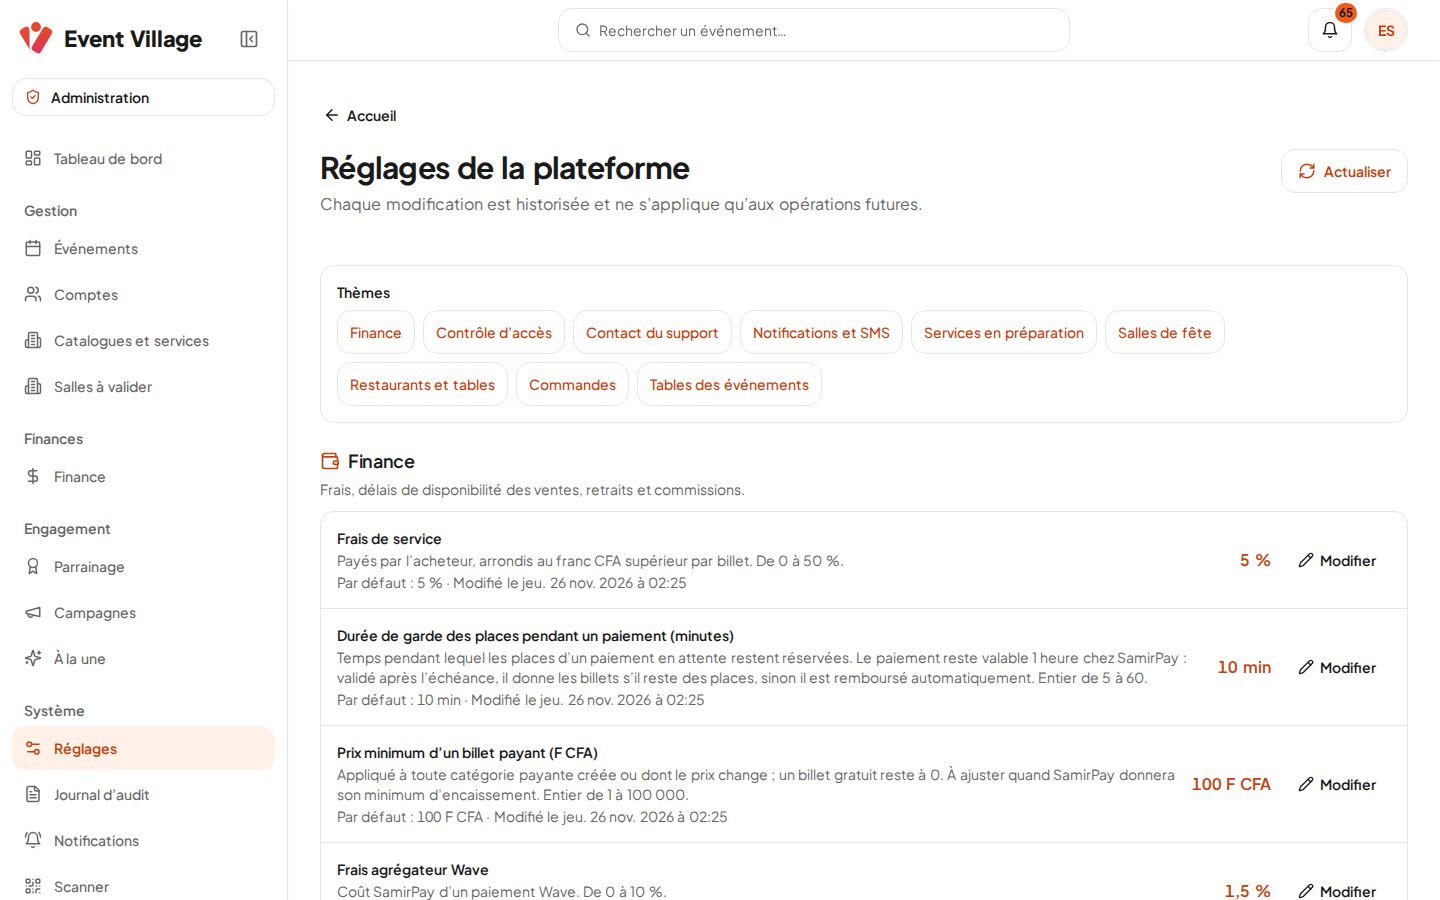 Event Village
Administration
Tableau de bord
Gestion
Événements
Comptes
Catalogues et services
Salles à valider
Finances
Finance
Engagement
Parrainage
Campagnes
À la une
Système
Réglages
Journal d’audit
Notifications
Scanner
Rechercher un événement…
65
ES
Accueil
Réglages de la plateforme
Chaque modification est historisée et ne s’applique qu’aux opérations futures.
Actualiser
Thèmes
Finance
Contrôle d’accès
Contact du support
Notifications et SMS
Services en préparation
Salles de fête
Restaurants et tables
Commandes
Tables des événements
Finance
Frais, délais de disponibilité des ventes, retraits et commissions.
Frais de service
Payés par l’acheteur, arrondis au franc CFA supérieur par billet. De 0 à 50 %.
Par défaut : 5 % · Modifié le jeu. 26 nov. 2026 à 02:25
5 %
Modifier
Durée de garde des places pendant un paiement (minutes)
Temps pendant lequel les places d’un paiement en attente restent réservées. Le paiement reste valable 1 heure chez SamirPay :
validé après l’échéance, il donne les billets s’il reste des places, sinon il est remboursé automatiquement. Entier de 5 à 60.
Par défaut : 10 min · Modifié le jeu. 26 nov. 2026 à 02:25
10 min
Modifier
Prix minimum d’un billet payant (F CFA)
Appliqué à toute catégorie payante créée ou dont le prix change ; un billet gratuit reste à 0. À ajuster quand SamirPay donnera
son minimum d’encaissement. Entier de 1 à 100 000.
Par défaut : 100 F CFA · Modifié le jeu. 26 nov. 2026 à 02:25
100 F CFA
Modifier
Frais agrégateur Wave
Coût SamirPay d’un paiement Wave. De 0 à 10 %.
1,5 %
Modifier